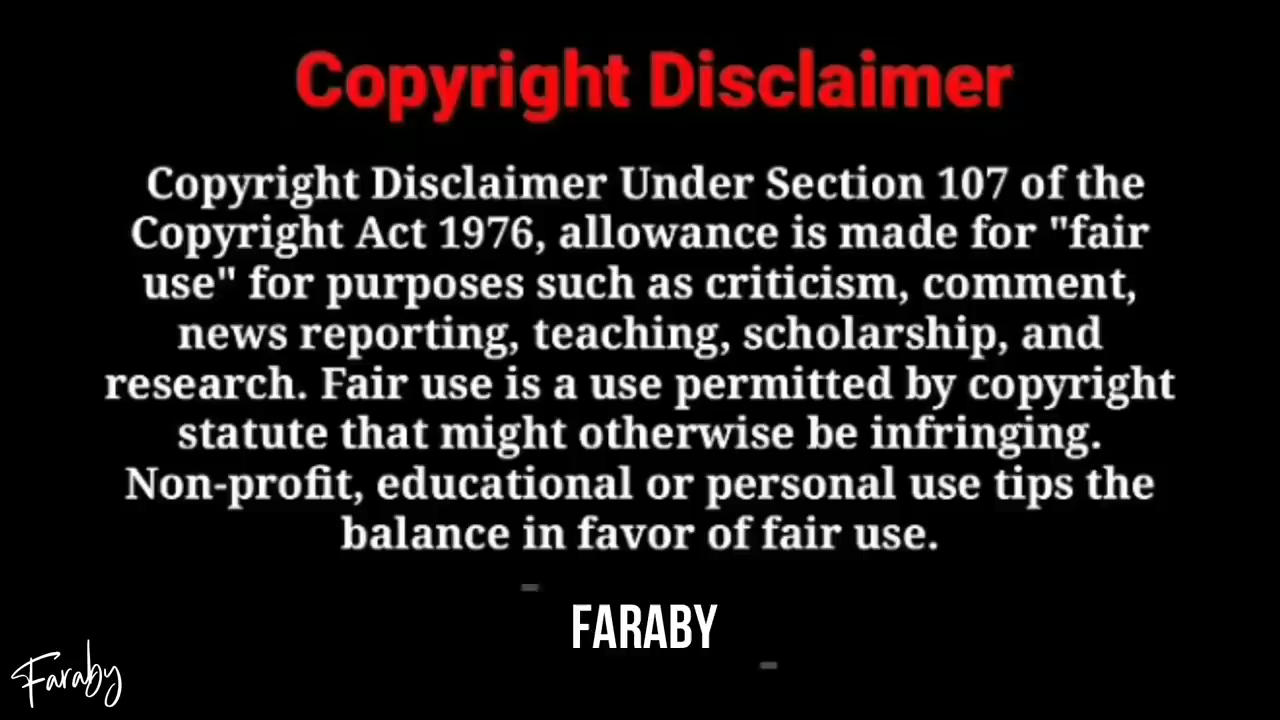 Copyright Disclaimer
Copyright Disclaimer Under Section 107 of the
Copyright Act 1976, allowance is made for "fair
use" for purposes such as criticism, comment,
news reporting, teaching, scholarship, and
research. Fair use is a use permitted by copyright
statute that might otherwise be infringing.
Non-profit, educational or personal use tips the
balance in favor of fair use.
FARABY
Faraby